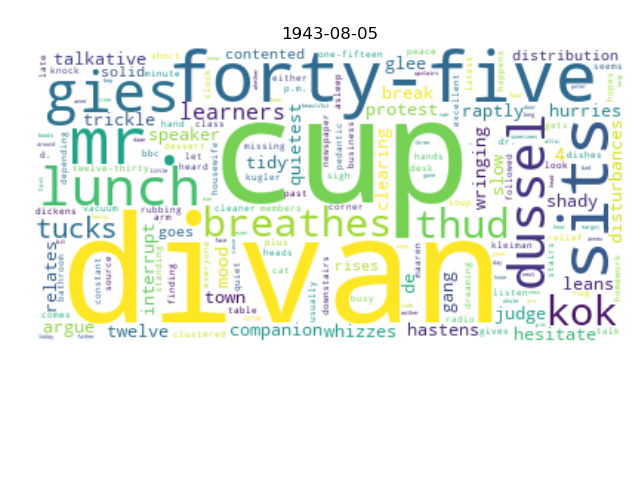 1943-08-05
late talkative short contented one-fifteen peace glee distribution
knock solid minute clock either latest happens seems
gies forty-five
trickle learners p.m. asleep break protest raptly hurries hopes
mr. hand class quietest newspaper excellent
depending speaker missing pedantic business hands dr. 4 dishes
d. bbc let tidy desk slow look
lunch cup wringing sits disturbances
twelve-thirty heard housewife kugler sigh clearing followed dussel
dickens vacuum rubbing cleaner members past corner soup shady
tucks arm breathes thud kleiman relief
goes plus rises stairs
divan
relates bathroom constant source interrupt standing finding mood everyone quiet heads cat downstairs de maaren gang dreaming leans homework
town usually busy listen rug
comes table one radio judge kok
argue twelve clustered companion whizzes hastens gives hesitate talk
today father